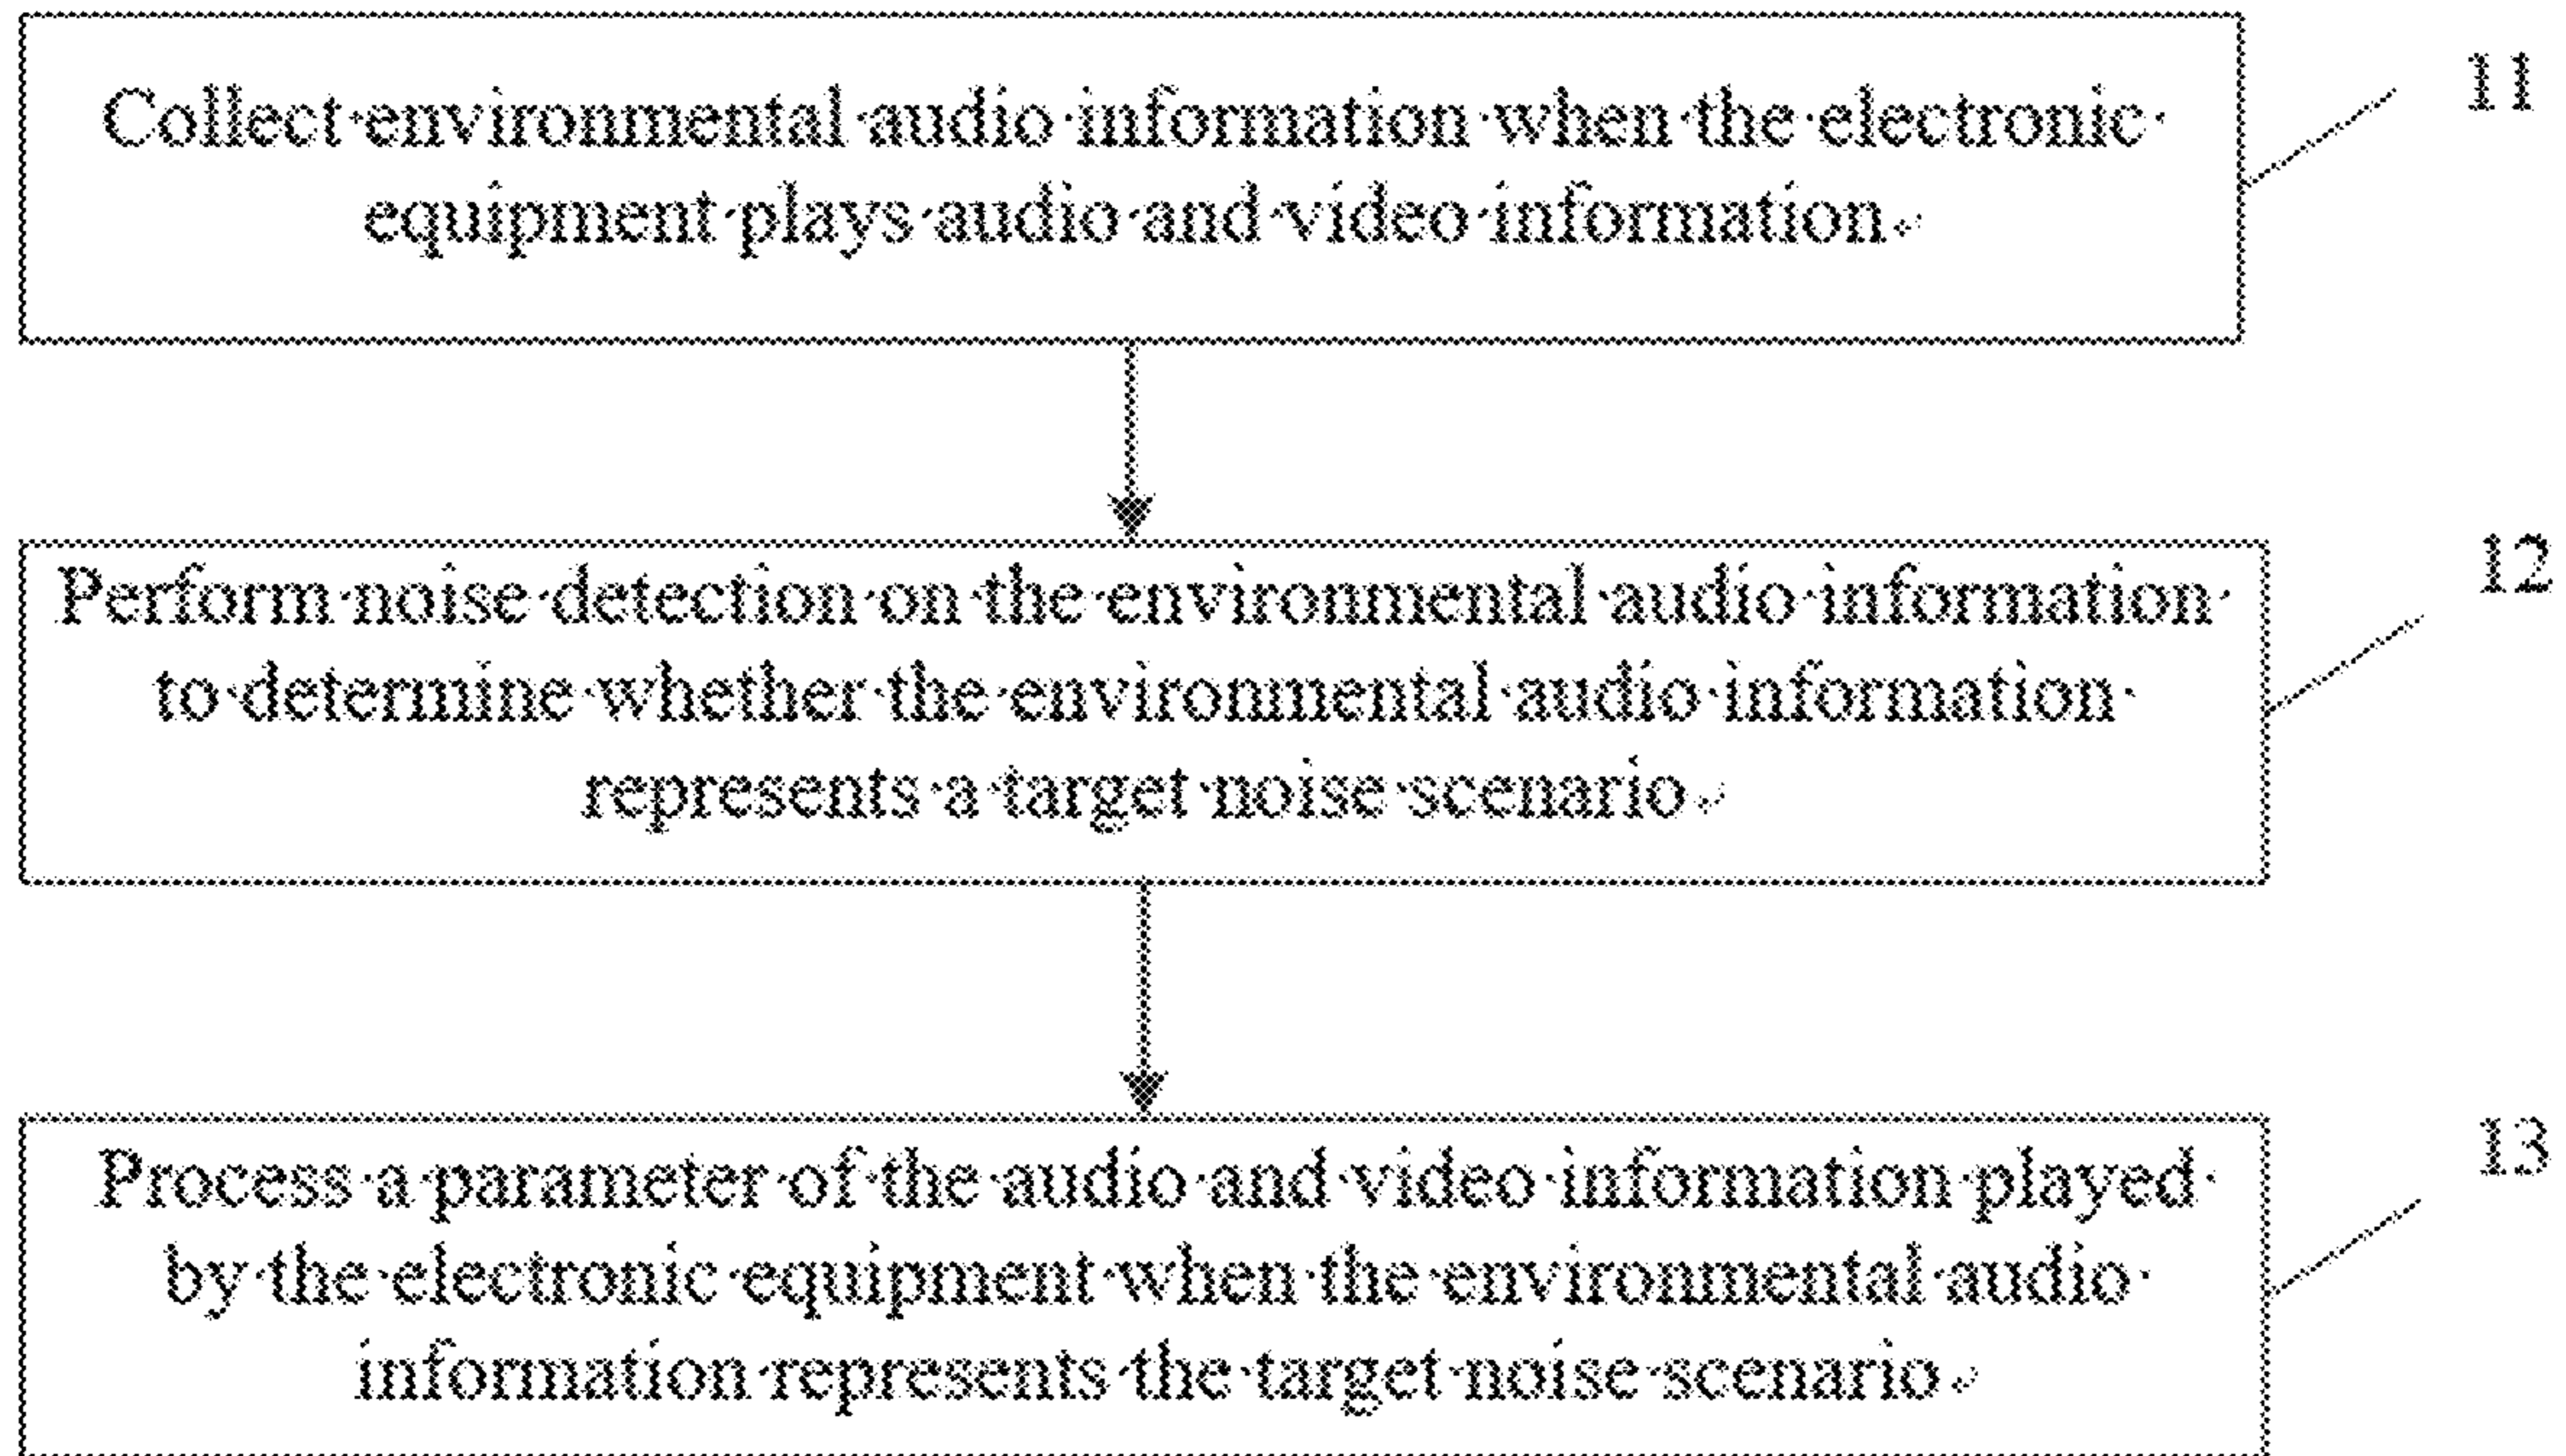 Collect environmental audio information when the electronic
equipment plays audio and video information
11
Perform noise detection on the environmental audio information
to determine whether the environmental audio information
represents a target noise scenario
12
Process a parameter of the audio and video information played
by the electronic equipment when the environmental audio
information represents the target noise scenario
13